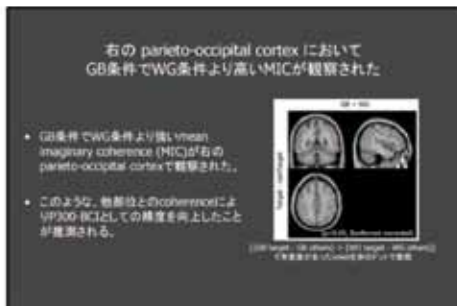 右の parieto-occipital cortex において
GB条件でWG条件より高いMICが観察された
• GB条件でWG条件より強いmean
imaginary coherence (MIC)が右の
parieto-occipital cortexで観察された。
• このような、他部位とのcoherenceによ
りP300-BCIとしての精度を向上したこと
が推測される。
GB > WG
Target - nontarget
(p<0.05, Bonferroni corrected)